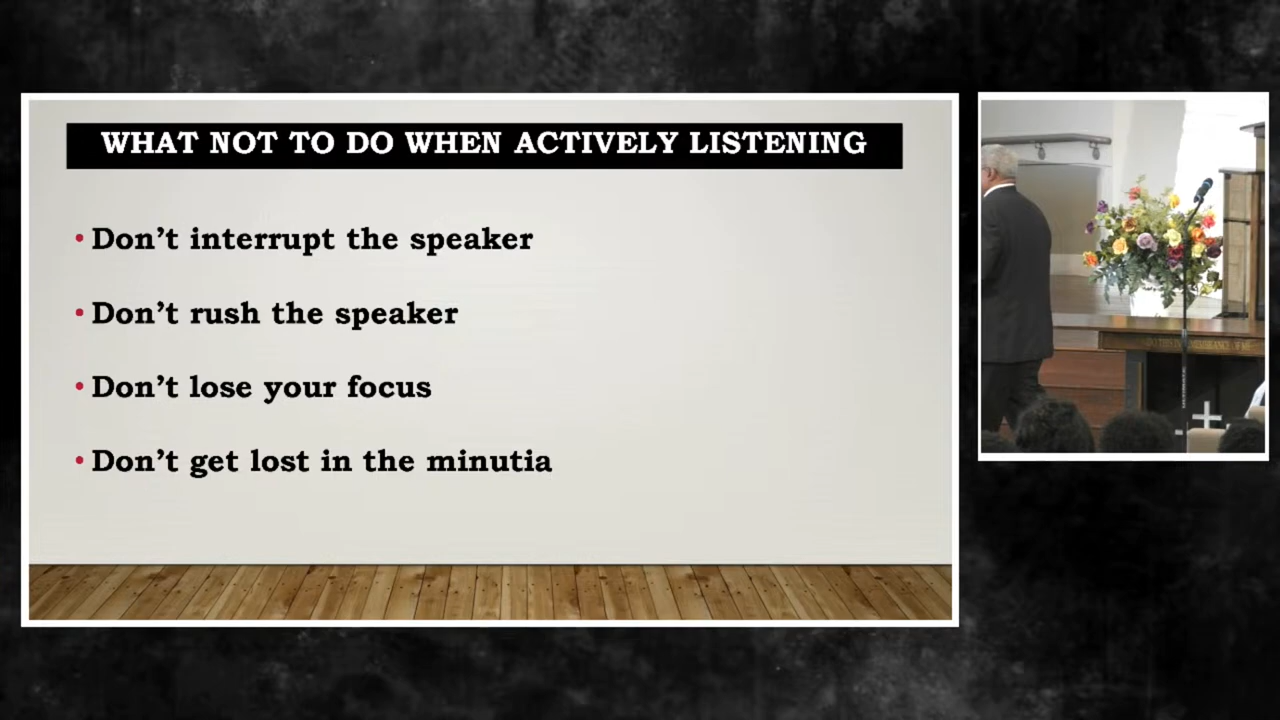 WHAT NOT TO DO WHEN ACTIVELY LISTENING
•Don’t interrupt the speaker
•Don’t rush the speaker
•Don’t lose your focus
•Don’t get lost in the minutia